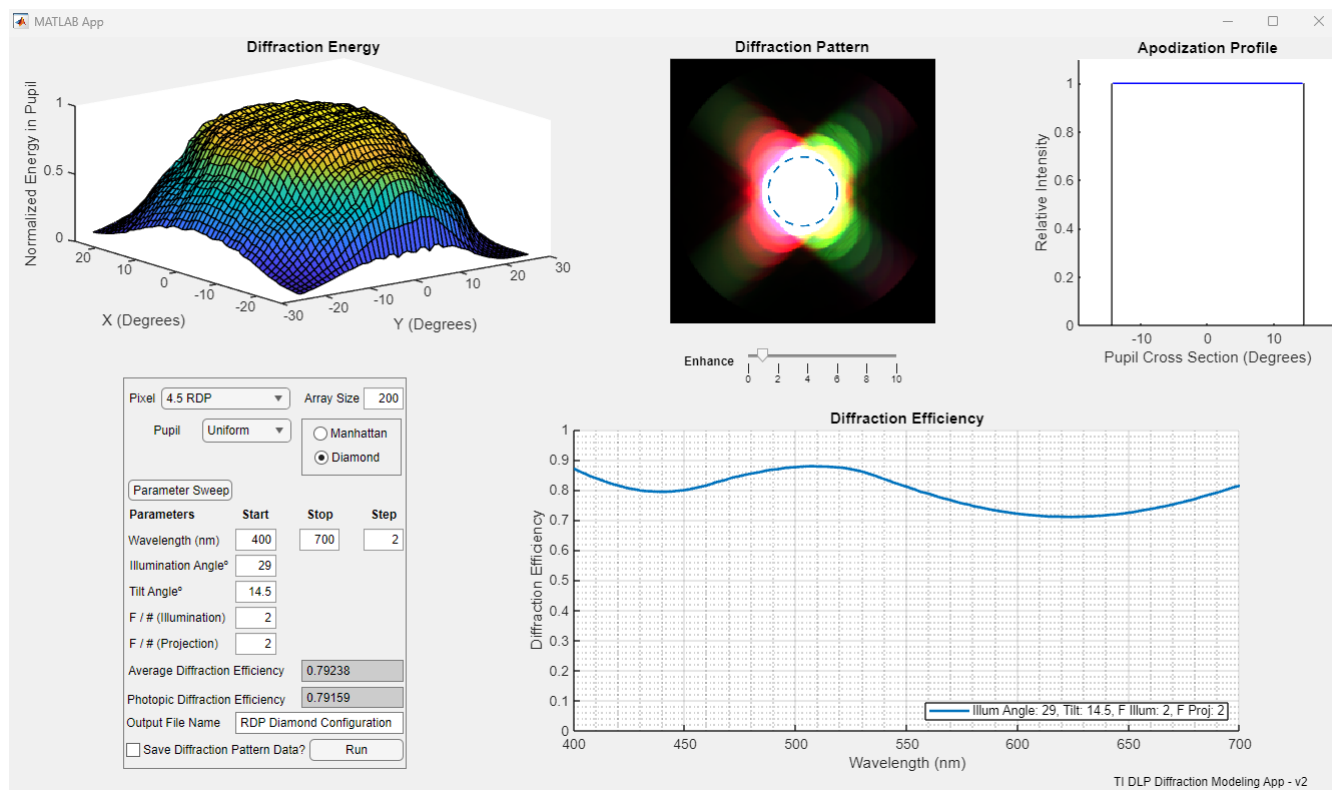 MATLAB App
Diffraction Energy
Normalized Energy in Pupil
1
0.5
0
20
10
0
-10
-20
-30
-20
-10
0
10
20
30
X (Degrees)
Y (Degrees)
Diffraction Pattern
Enhance
0 2 4 6 8 10
Apodization Profile
Relative Intensity
1
0.8
0.6
0.4
0.2
0
-10 0 10
Pupil Cross Section (Degrees)
Pixel 4.5 RDP Array Size 200
Pupil Uniform Manhattan
Diamond
Parameter Sweep
Parameters Start Stop Step
Wavelength (nm) 400 700 2
Illumination Angleº 29
Tilt Angleº 14.5
F / # (Illumination) 2
F / # (Projection) 2
Average Diffraction Efficiency 0.79238
Photopic Diffraction Efficiency 0.79159
Output File Name RDP Diamond Configuration
Save Diffraction Pattern Data? Run
Diffraction Efficiency
Diffraction Efficiency
1
0.9
0.8
0.7
0.6
0.5
0.4
0.3
0.2
0.1
0
Illum Angle: 29, Tilt: 14.5, F Illum: 2, F Proj: 2
400 450 500 550 600 650 700
Wavelength (nm)
TI DLP Diffraction Modeling App - v2